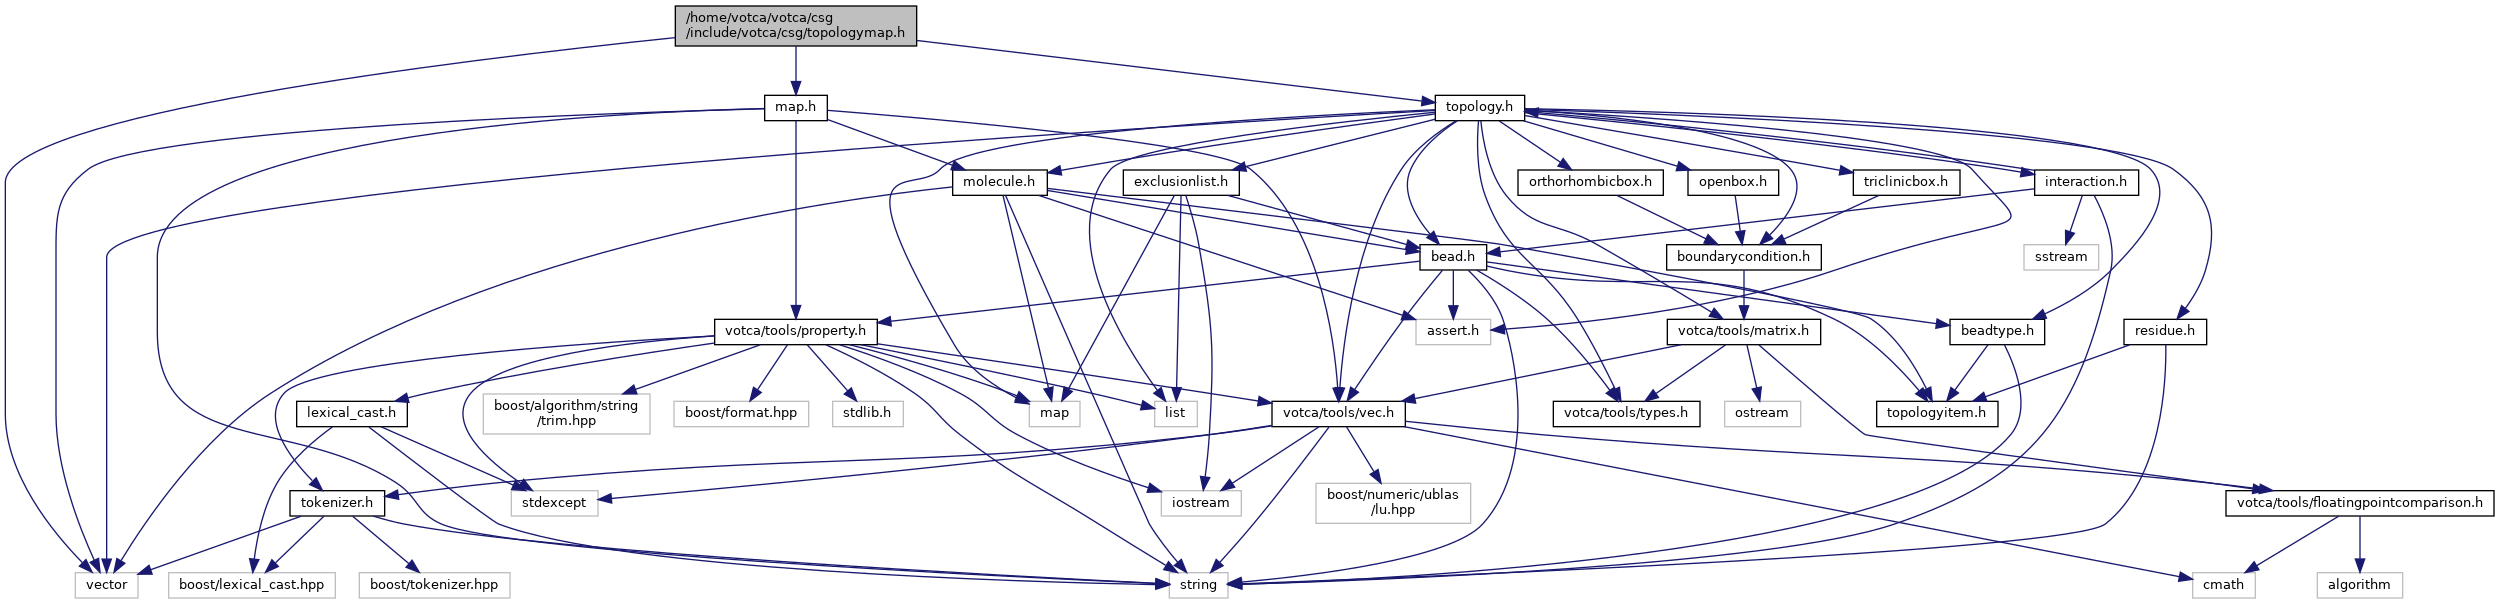 /home/votca/votca/csg
/include/votca/csg/topologymap.h
map.h
topology.h
molecule.h
exclusionlist.h
orthorhombicbox.h
openbox.h
triclinicbox.h
interaction.h
bead.h
boundarycondition.h
sstream
votca/tools/property.h
assert.h
votca/tools/matrix.h
beadtype.h
residue.h
lexical_cast.h
boost/algorithm/string
/trim.hpp
boost/format.hpp
stdlib.h
map
list
votca/tools/vec.h
votca/tools/types.h
ostream
topologyitem.h
tokenizer.h
stdexcept
iostream
boost/numeric/ublas
/lu.hpp
votca/tools/floatingpointcomparison.h
vector
boost/lexical_cast.hpp
boost/tokenizer.hpp
string
cmath
algorithm